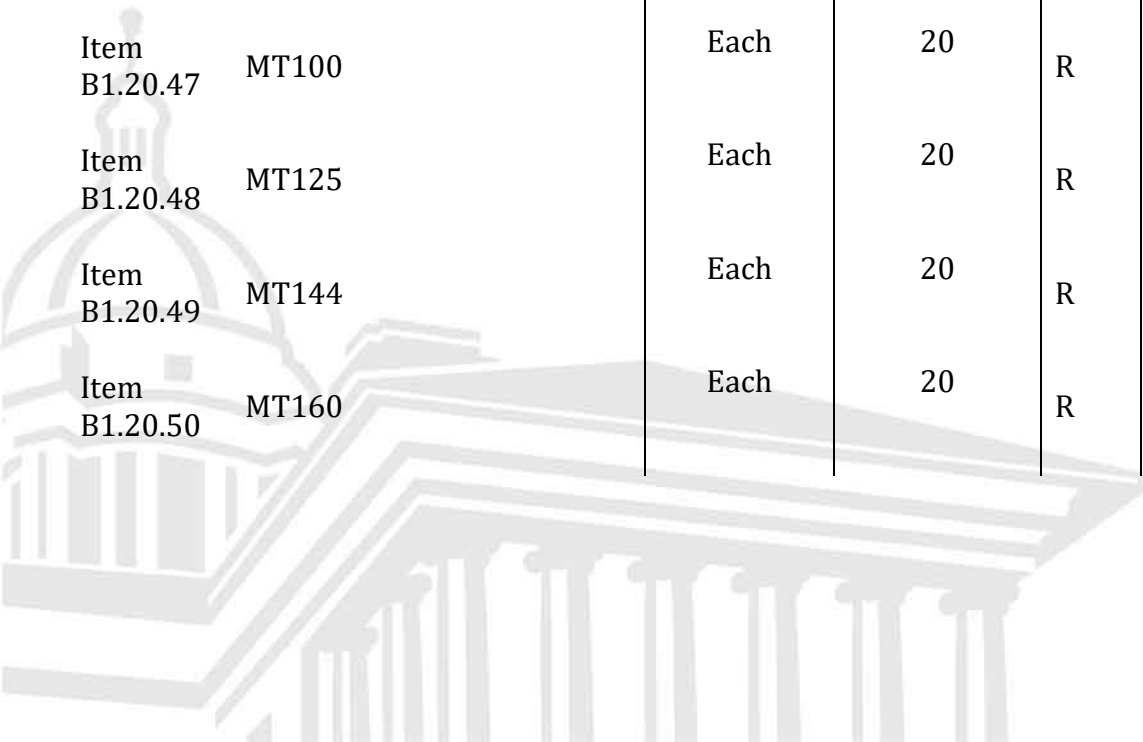 Item
B1.20.47 MT100 Each 20 R
Item
B1.20.48 MT125 Each 20 R
Item
B1.20.49 MT144 Each 20 R
Item
B1.20.50 MT160 Each 20 R